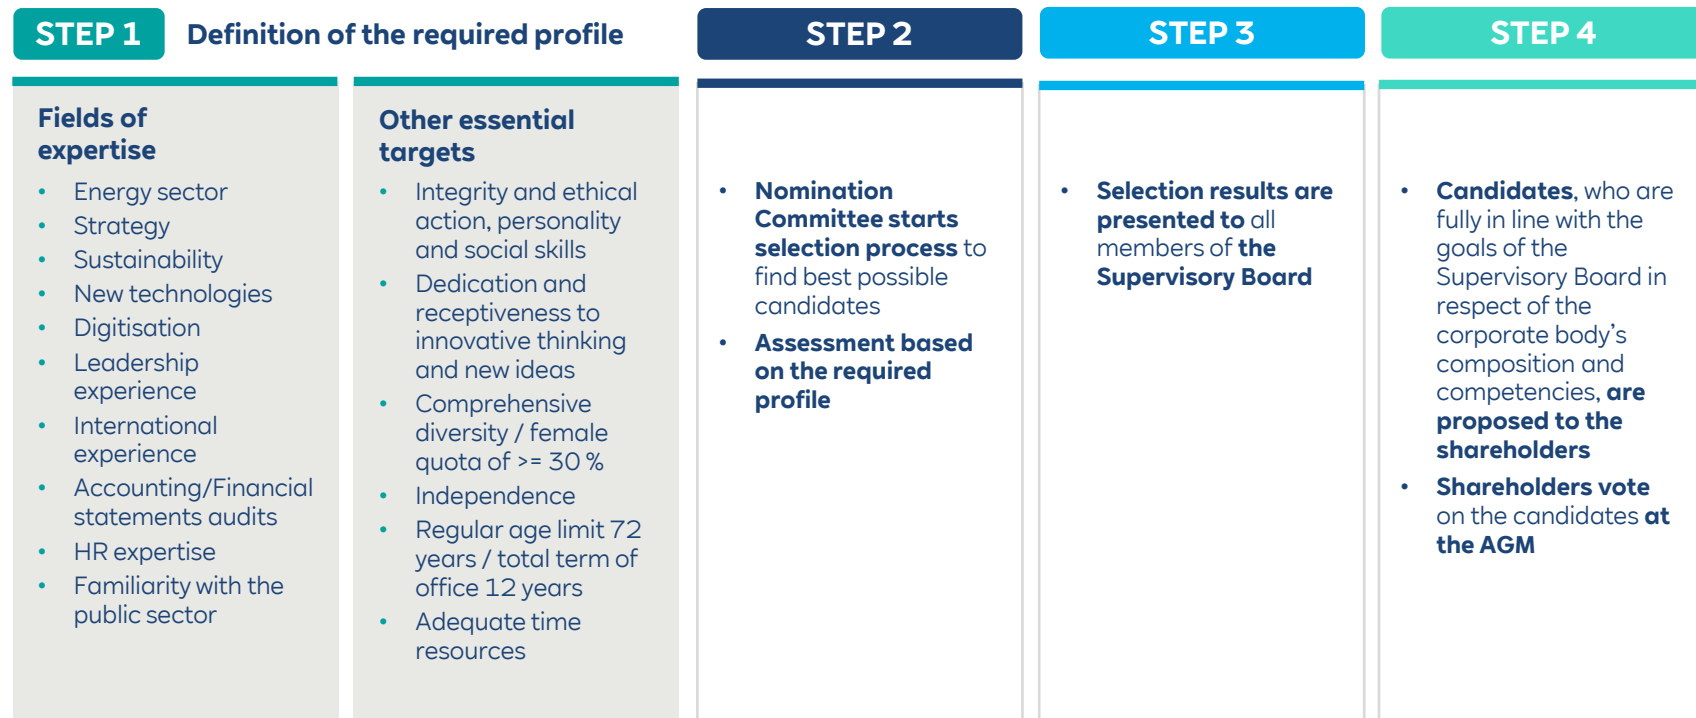 STEP 1 Definition of the required profile
Fields of
expertise
• Energy sector
• Strategy
• Sustainability
• New technologies
• Digitisation
• Leadership
experience
• International
experience
• Accounting/Financial
statements audits
• HR expertise
• Familiarity with the
public sector
Other essential
targets
• Integrity and ethical
action, personality
and social skills
• Dedication and
receptiveness to
innovative thinking
and new ideas
• Comprehensive
diversity / female
quota of >= 30 %
• Independence
• Regular age limit 72
years / total term of
office 12 years
• Adequate time
resources
STEP 2
• Nomination
Committee starts
selection process to
find best possible
candidates
• Assessment based
on the required
profile
STEP 3
• Selection results are
presented to all
members of the
Supervisory Board
STEP 4
• Candidates, who are
fully in line with the
goals of the
Supervisory Board in
respect of the
corporate body’s
composition and
competencies, are
proposed to the
shareholders
• Shareholders vote
on the candidates at
the AGM